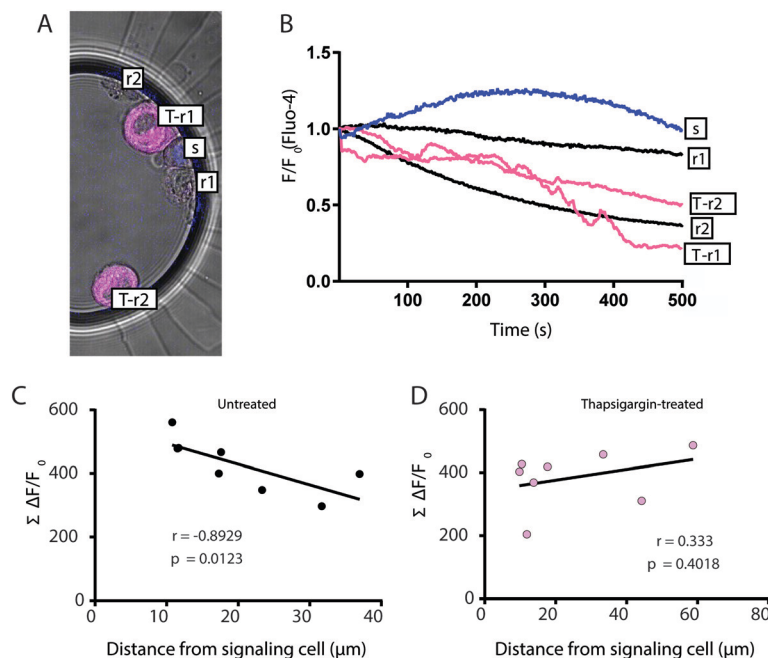 A
r2
T-r1
s
r1
T-r2
B
F/F0(Fluo-4)
1.5
1.0
0.5
0.0
100
200
300
400
500
Time (s)
s
r1
T-r2
r2
T-r1
C
Untreated
Σ ΔF/F0
600
400
200
0
r = -0.8929
p = 0.0123
0
10
20
30
40
Distance from signaling cell (µm)
D
Thapsigargin-treated
Σ ΔF/F0
600
400
200
0
r = 0.333
p = 0.4018
0
20
40
60
80
Distance from signaling cell (µm)